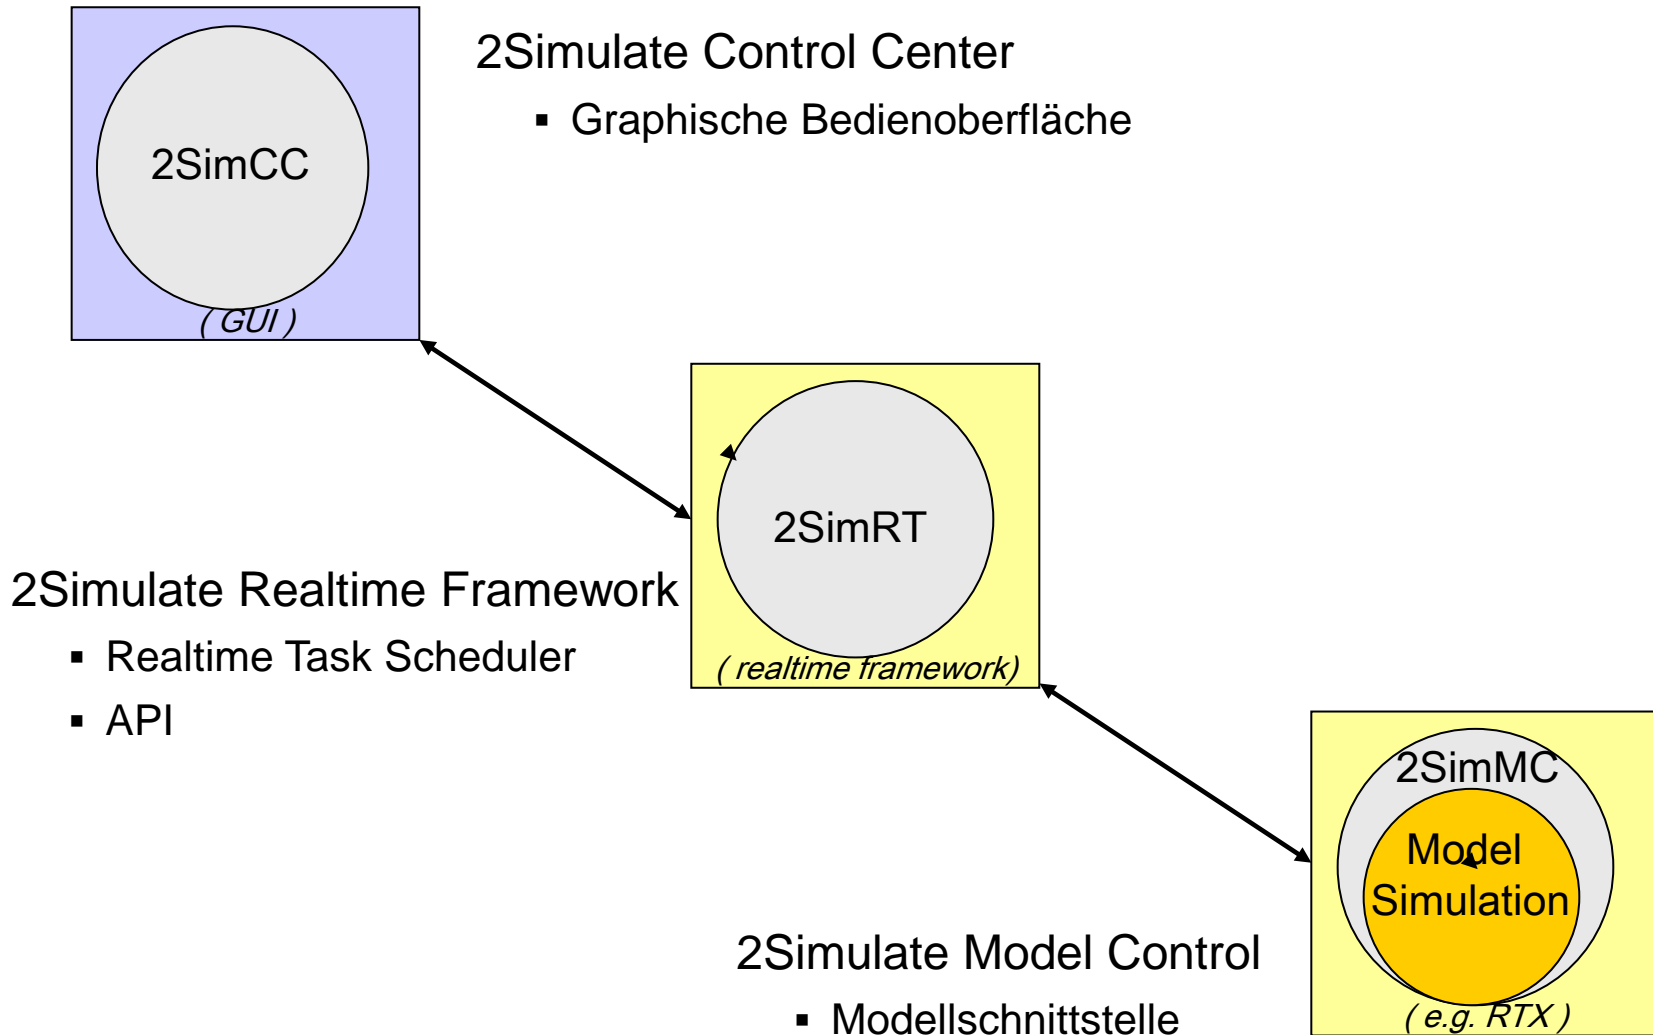 2Simulate Control Center
▪ Graphische Bedienoberfläche
2SimCC
( GUI )
2SimRT
( realtime framework)
2Simulate Realtime Framework
▪ Realtime Task Scheduler
▪ API
2SimMC
Model
Simulation
( e.g. RTX )
2Simulate Model Control
▪ Modellschnittstelle